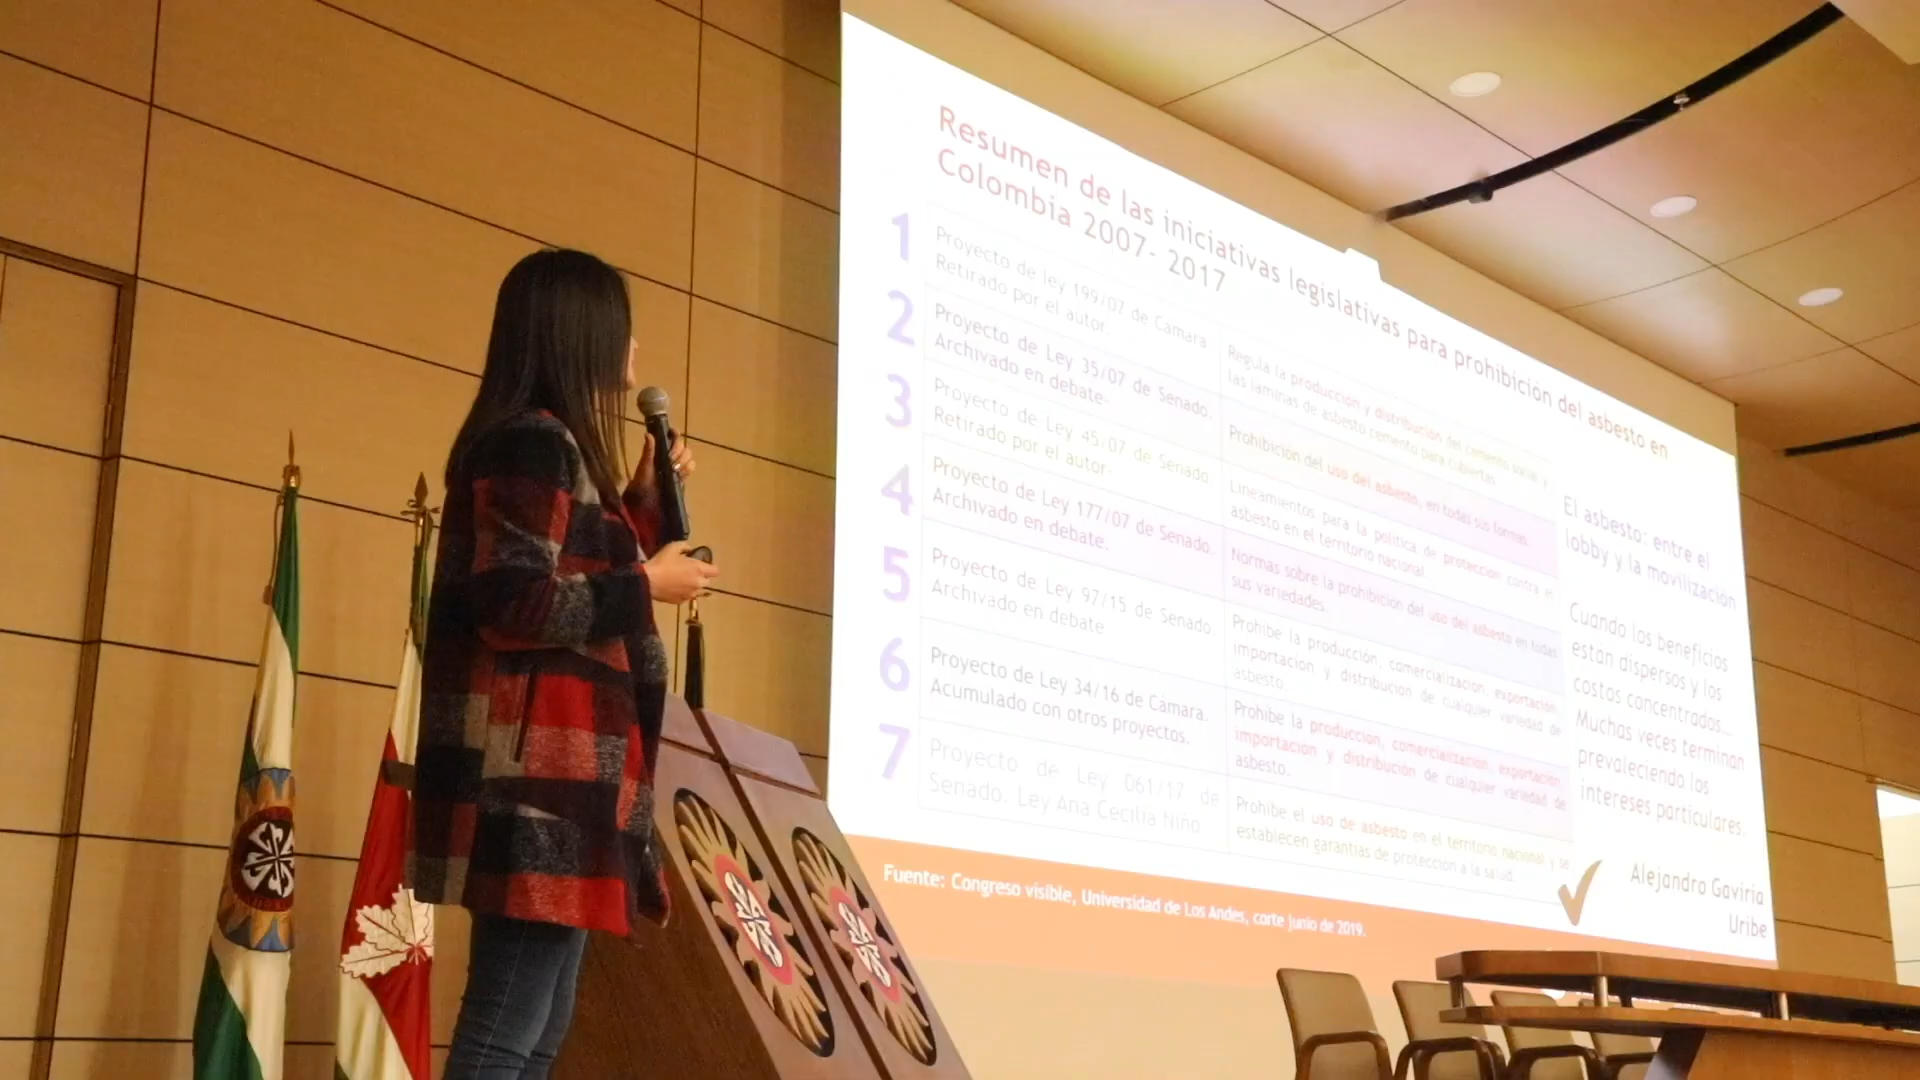 Resumen de las iniciativas legislativas para prohibición del asbesto en
Colombia 2007- 2017
1
Proyecto de ley 199/07 de Camara
Retirado por el autor.
Regula la producción y distribución del cemento
las laminas de asbesto cemento para cubiertas
2
Proyecto de Ley 35/07 de Senado.
Archivado en debate-
Prohibición del uso del asbesto, en todas sus formas.
3
Proyecto de Ley 45/07 de Senado
Retirado por el autor-
Lineamientos para la política de protección contra el
asbesto en el territorio nacional.
4
Proyecto de Ley 177/07 de Senado.
Archivado en debate.
Normas sobre la prohibición del uso del asbesto en todas
sus variedades.
5
Proyecto de Ley 97/15 de Senado
Archivado en debate
Prohibe la producción, comercialización, exportación,
importación y distribución de cualquier variedad de
asbesto.
6
Proyecto de Ley 34/16 de Cámara.
Acumulado con otros proyectos.
Prohibe la producción, comercialización, exportación,
importación y distribución de cualquier variedad de
asbesto.
7
Proyecto de Ley 061/17 de
Senado. Ley Ana Cecilia Niño
Prohibe el uso de asbesto en el territorio nacional y se
establecen garantías de protección a la salud.
El asbesto: entre el
lobby y la movilización
Cuando los beneficios
están dispersos y los
costos concentrados...
Muchas veces terminan
prevaleciendo los
intereses particulares.
Alejandro Gaviria
Uribe
Fuente: Congreso visible, Universidad de Los Andes, corte junio de 2019.